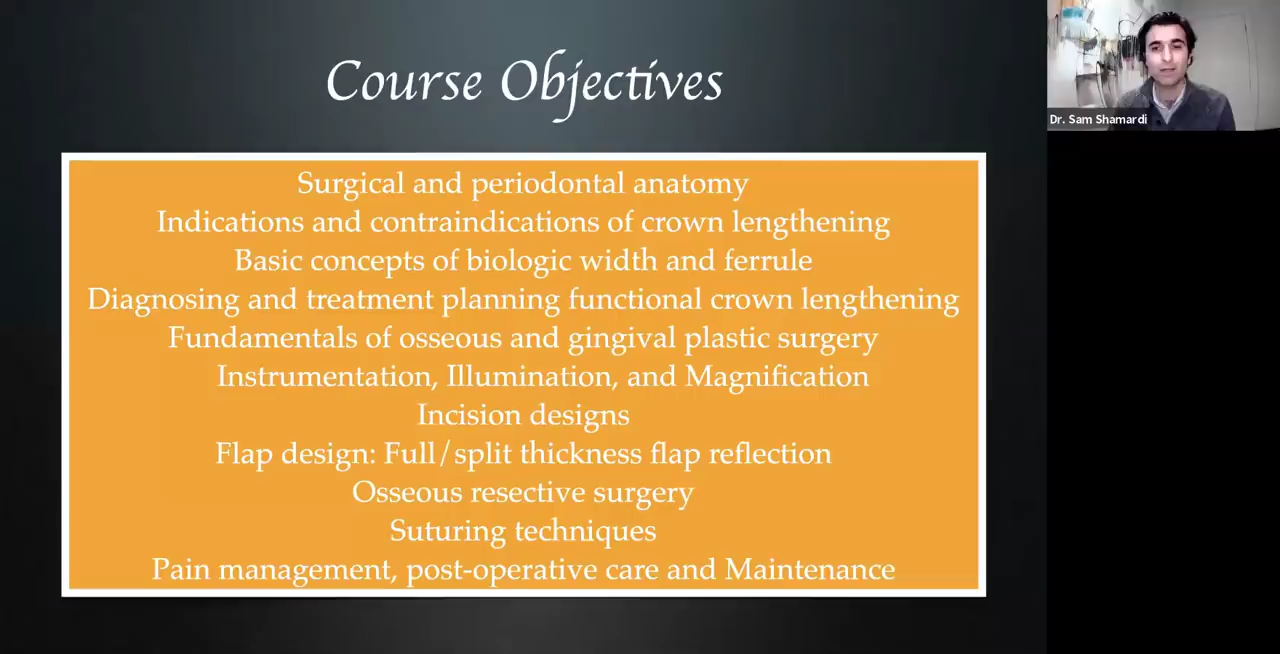 Course Objectives
Dr. Sam Shamardi
Surgical and periodontal anatomy
Indications and contraindications of crown lengthening
Basic concepts of biologic width and ferrule
Diagnosing and treatment planning functional crown lengthening
Fundamentals of osseous and gingival plastic surgery
Instrumentation, Illumination, and Magnification
Incision designs
Flap design: Full/split thickness flap reflection
Osseous resective surgery
Suturing techniques
Pain management, post-operative care and Maintenance